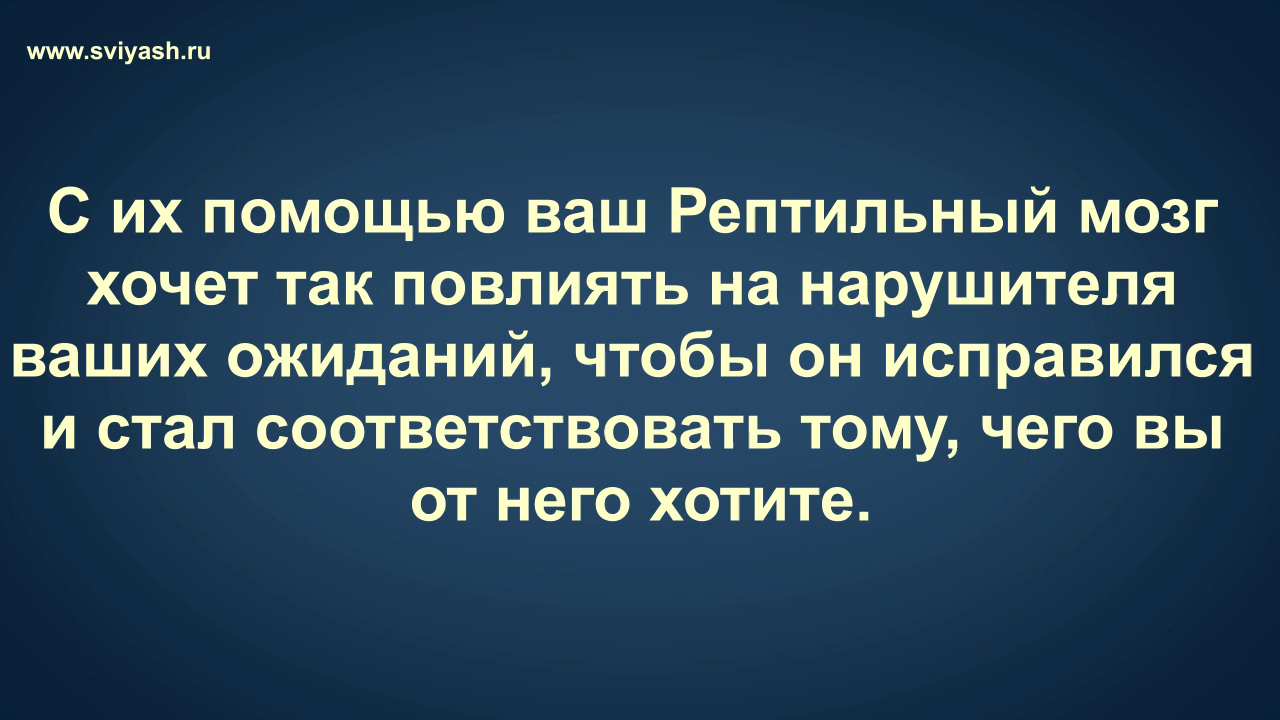 www.sviyash.ru
С их помощью ваш Рептильный мозг
хочет так повлиять на нарушителя
ваших ожиданий, чтобы он исправился
и стал соответствовать тому, чего вы
от него хотите.